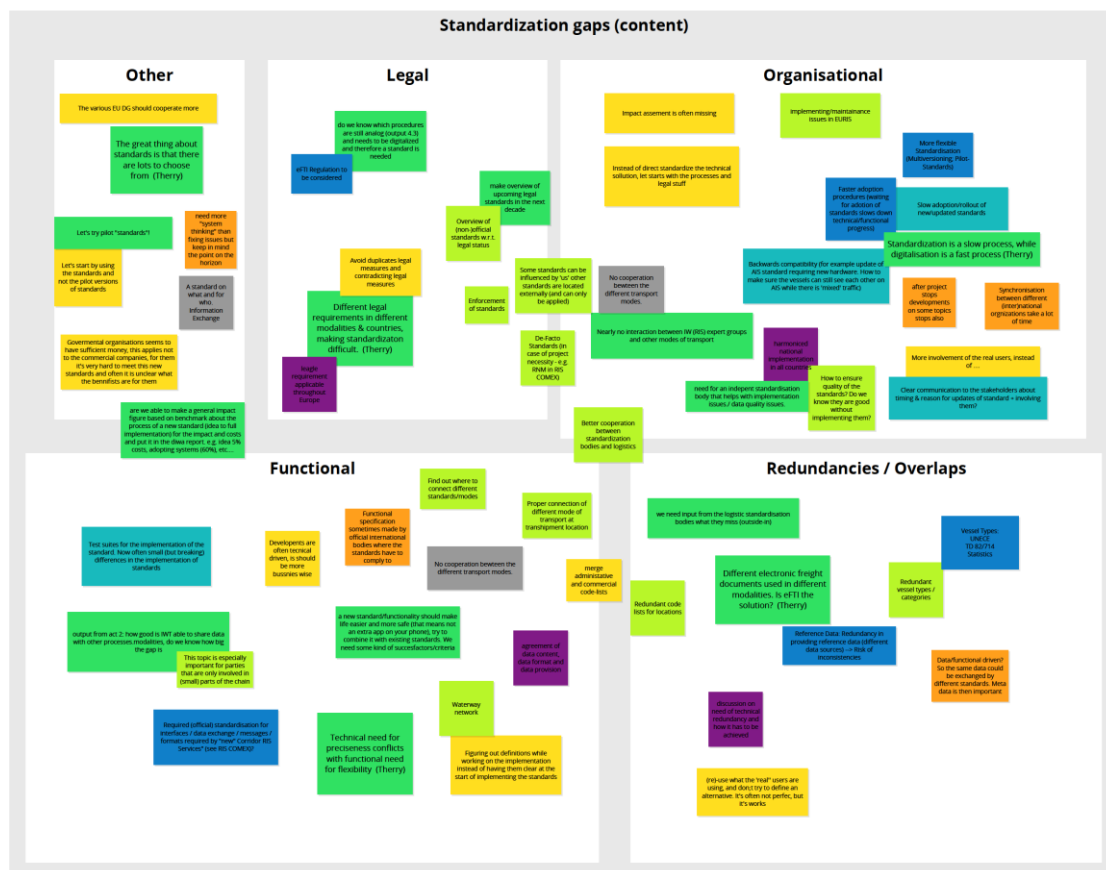 Standardization gaps (content)
Other
The various EU DG should cooperate more
The great thing about
standards is that there
are lots to choose
from (Therry)
Let's try pilot "standards"!
need more
"system
thinking" than
fixing issues but
keep in mind
the point on the
horizon
Let's start by using
the standards and
not the pilot versions
of standards
A standard on
what and for
who.
Information
Exchange
Govermental organisations seems to
have sufficient money, this applies not
to the commercial companies, for them
it's very hard to meet this new
standards and often it is unclear what
the bennifists are for them
are we able to make a general impact
figure based on benchmark about the
process of a new standard (idea to full
implementation) for the impact and costs
and put it in the diwa report. e.g. idea 5%
costs, adopting systems (60%), etc...
Legal
do we know which procedures
are still analog (output 4.3)
and needs to be digitalized
and therefore a standard is
needed
eFTI Regulation to
be considered
make overview of
upcoming legal
standards in the next
decade
Overview of
(non-)official
standards w.r.t.
legal status
Avoid duplicates legal
measures and
contradicting legal
measures
Some standards can be
influenced by 'us' other
standards are located
externally (and can only
be applied)
Enforcement
of standards
Different legal
requirements in different
modalities & countries,
making standardizaton
difficult. (Therry)
De-Facto
Standards (in
case of project
necessity - e.g.
RNM in RIS
COMEX)
leagle
requirement
applicable
throughout
Europe
Organisational
Impact assement is often missing
implementing/maintainance
issues in EURIS
More flexible
Standardisation
(Multiversioning, Pilot-
Standards)
Instead of direct standardize the technical
solution, let starts with the processes and
legal stuff
Faster adoption
procedures (waiting
for adotion of
standards slows down
technical/functional
progress)
Slow adoption/rollout of
new/updated standards
Standardization is a slow process, while
digitalisation is a fast process (Therry)
Backwards compatibility (for example update of
AIS standard requiring new hardware. How to
make sure the vessels can still see each other on
AIS while there is 'mixed' traffic)
No cooperation
bewteen the
different transport
modes.
after project
stops
developments
on some topics
stops also
Synchronisation
between different
(inter)national
orgnizations take a lot
of time
Nearly no interaction between IW (RIS) expert groups
and other modes of transport
harmoniced
national
implementation
in all countries
More involvement of the real users, instead
of ....
How to ensure
quality of the
standards? Do we
know they are good
without
implementing them?
need for an indepent standardisation
body that helps with implementation
issues / data quality issues.
Clear communication to the stakeholders about
timing & reason for updates of standard + involving
them?
Better cooperation
between
standardization
bodies and logistics
Functional
Find out where to
connect different
standards/modes
Proper connection of
different mode of
transport at
transhipment location
Functional
specification
sometimes made by
official international
bodies where the
standards have to
comply to
Test suites for the implementation of
the standard. Now often small (but breaking)
differences in the implementation of
standards
Developents are
often tecnical
driven, is should
be more
bussnies wise
No cooperation bewteen the
different transport modes.
merge
administative
and commercial
code-lists
output from act 2: how good is IWT able to share data
with other processes.modalities, do we know how big
the gap is
This topic is especially
important for parties
that are only involved in
(small) parts of the chain
a new standard/functionality should make
life easier and more safe (that means not
an extra app on your phone), try to
combine it with existing standards. We
need some kind of succesfactors/criteria
agreement of
data content,
data format and
data provision
Waterway
network
Required (official) standardisation for
interfaces / data exchange / messages /
formats required by "new" Corridor RIS
Services" (see RIS COMEX)?
Technical need for
preciseness conflicts
with functional need
for flexibility (Therry)
Figuring out definitions while
working on the implementation
instead of having them clear at the
start of implementing the standards
Redundancies / Overlaps
we need input from the logistic standardisation
bodies what they miss (outside-in)
Vessel Types:
UNECE
TD 82/714
Statistics
Different electronic freight
documents used in different
modalities. Is eFTI the
solution? (Therry)
Redundant
vessel types /
categories
Redundant code
lists for locations
Reference Data: Redundancy in
providing reference data (different
data sources) --> Risk of
inconsistencies
Data/functional driven?
So the same data could
be exchanged by
different standards. Meta
data is then important
discussion on
need of technical
redundancy and
how it has to be
achieved
(re)-use what the "real" users are
using, and don;t try to define an
alternative. it's often not perfec, but
it's works